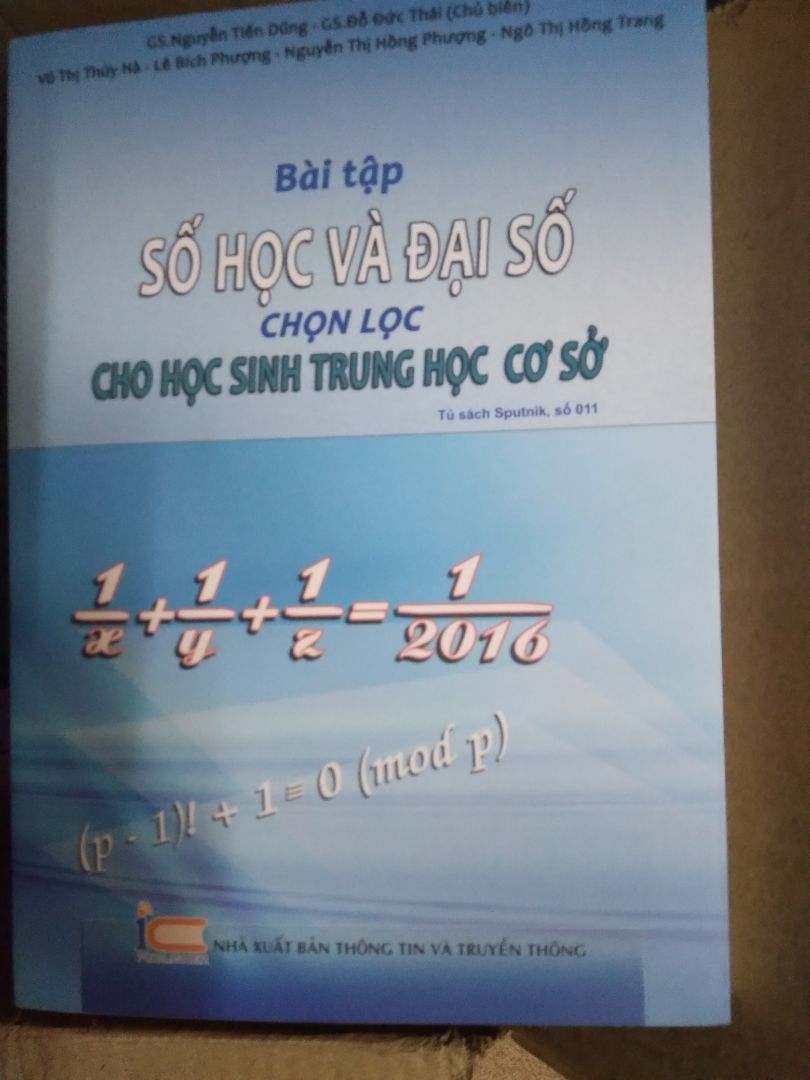 GS.Nguyễn Tiến Dũng - GS.Đỗ Đức Thái (Chủ biên)
Vũ Thị Thúy Hà - Lê Bích Phượng - Nguyễn Thị Hồng Phượng - Ngô Thị Hồng Trang
Bài tập
SỐ HỌC VÀ ĐẠI SỐ
CHỌN LỌC
CHO HỌC SINH TRUNG HỌC CƠ SỞ
Tủ sách Sputnik, số 011
1/x + 1/y + 1/z = 1/2016
(p - 1)! + 1 ≡ 0 (mod p)
NHÀ XUẤT BẢN THÔNG TIN VÀ TRUYỀN THÔNG